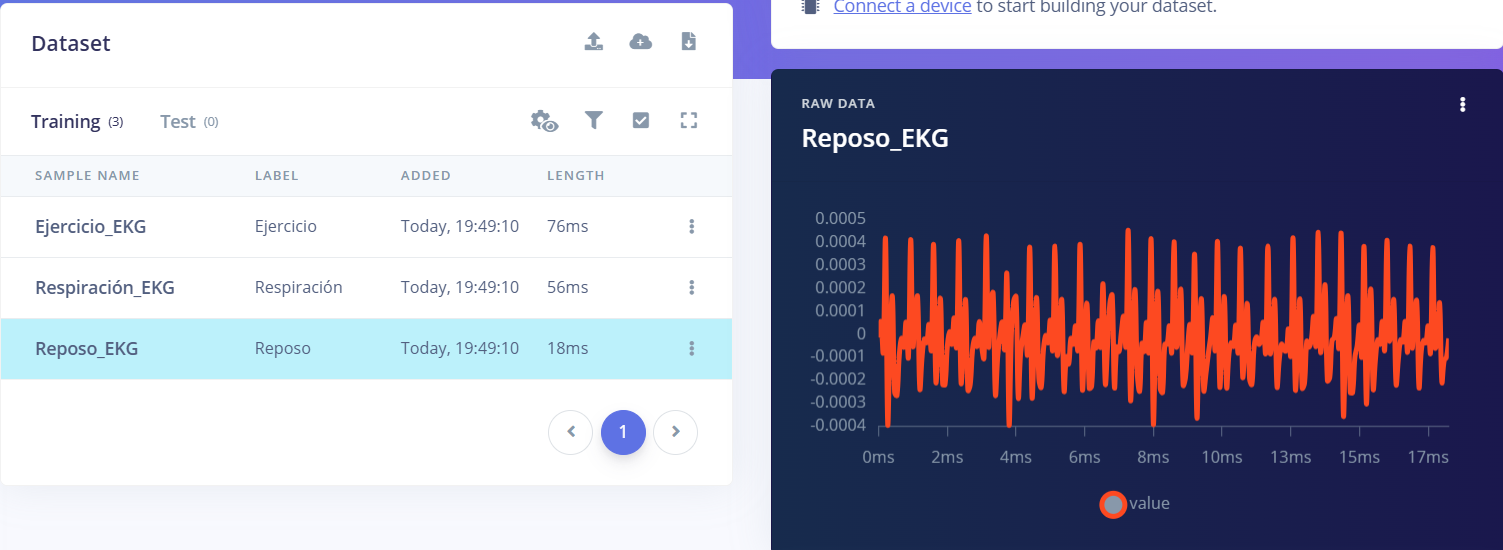 Connect a device to start building your dataset.
Dataset
Training (3) Test (0)
SAMPLE NAME LABEL ADDED LENGTH
Ejercicio_EKG Ejercicio Today, 19:49:10 76ms
Respiración_EKG Respiración Today, 19:49:10 56ms
Reposo_EKG Reposo Today, 19:49:10 18ms
1
RAW DATA
Reposo_EKG
0.0005
0.0004
0.0003
0.0002
0.0001
0
-0.0001
-0.0002
-0.0003
-0.0004
0ms 2ms 4ms 6ms 8ms 10ms 13ms 15ms 17ms
value